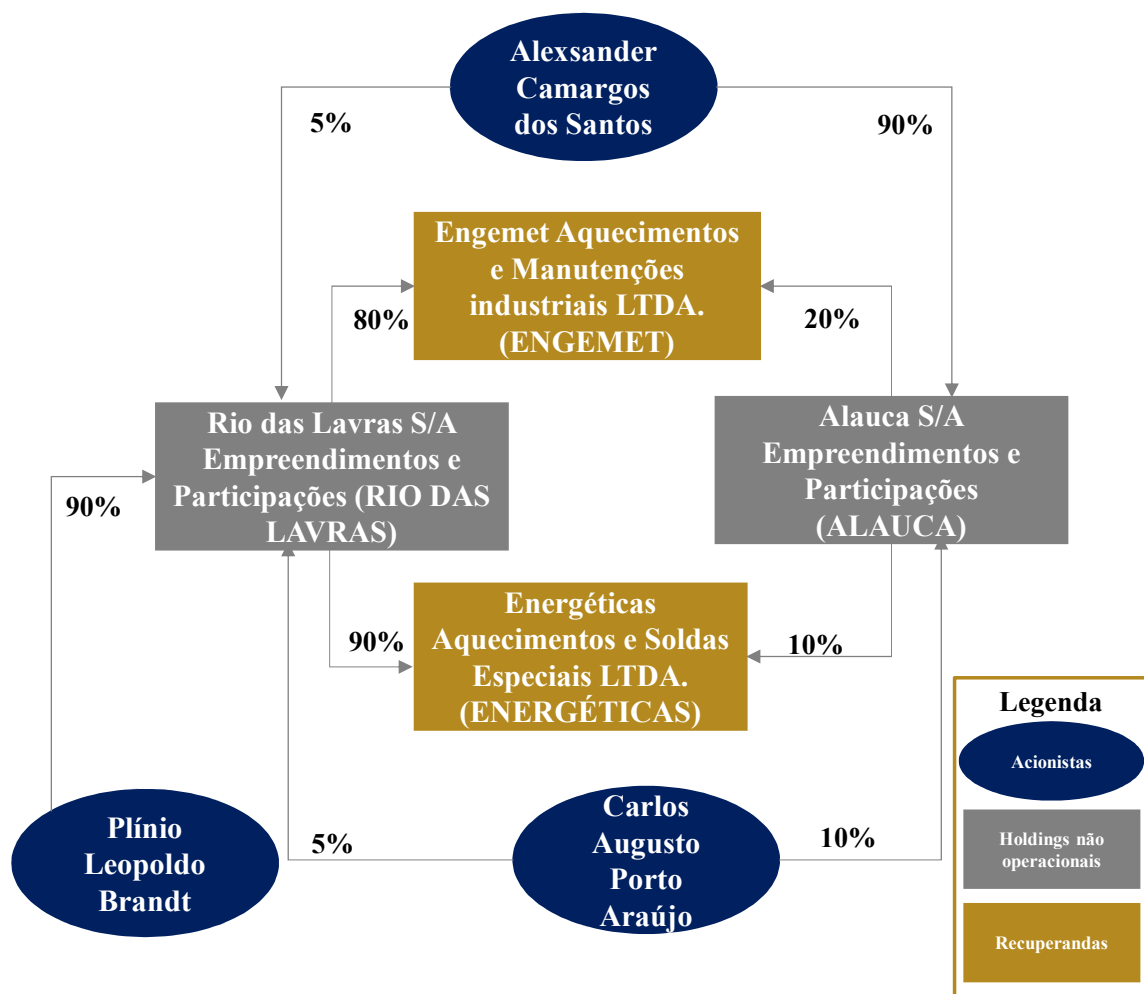 Alexsander
Camargos
dos Santos
5%
90%
Engemet Aquecimentos
e Manutenções
industriais LTDA.
(ENGEMET)
80%
20%
Rio das Lavras S/A
Empreendimentos e
Participações (RIO DAS
LAVRAS)
Alauca S/A
Empreendimentos e
Participações
(ALAUCA)
90%
Energéticas
Aquecimentos e Soldas
Especiais LTDA.
(ENERGÉTICAS)
90%
10%
Plínio
Leopoldo
Brandt
5%
Carlos
Augusto
Porto
Araújo
10%
Legenda
Acionistas
Holdings não
operacionais
Recuperandas